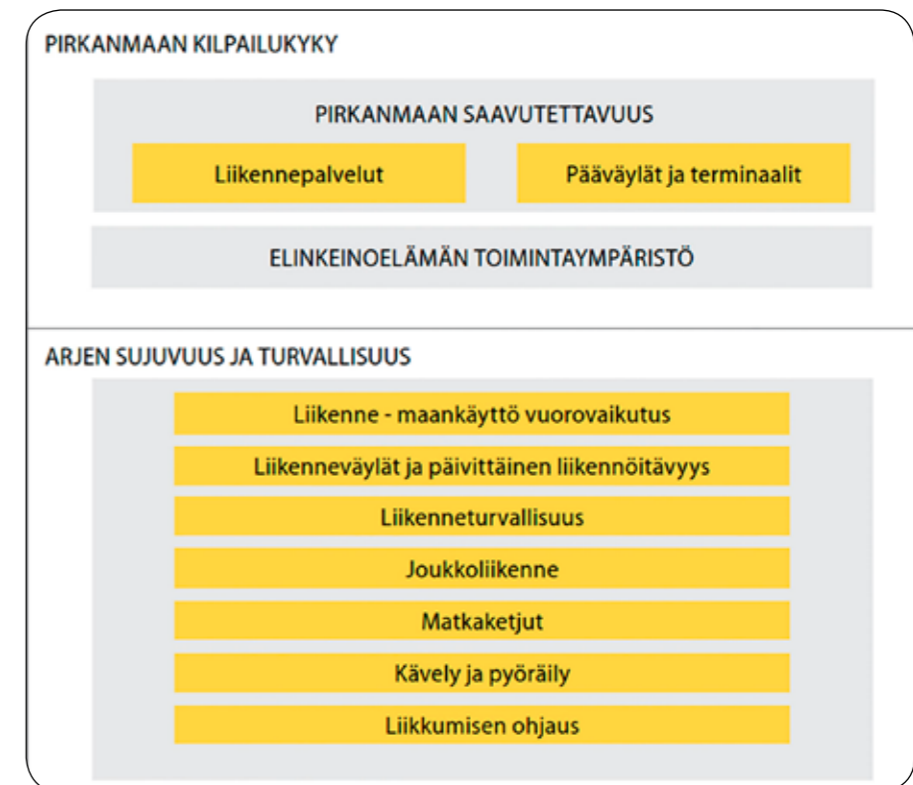 PIRKANMAAN KILPAILUKYKY
PIRKANMAAN SAAVUTETTAVUUS
Liikennepalvelut
Pääväylät ja terminaalit
ELINKEINOELÄMÄN TOIMINTAYMPÄRISTÖ
ARJEN SUJUVUUS JA TURVALLISUUS
Liikenne - maankäyttö vuorovaikutus
Liikenneväylät ja päivittäinen liikennöitävyys
Liikenneturvallisuus
Joukkoliikenne
Matkaketjut
Kävely ja pyöräily
Liikkumisen ohjaus